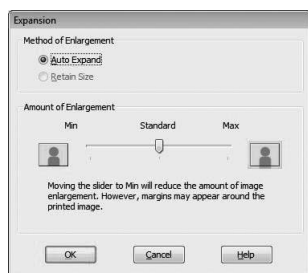 Expansion
Method of Enlargement
Auto Expand
Retain Size
Amount of Enlargement
Min Standard Max
Moving the slider to Min will reduce the amount of image
enlargement. However, margins may appear around the
printed image.
OK Cancel Help